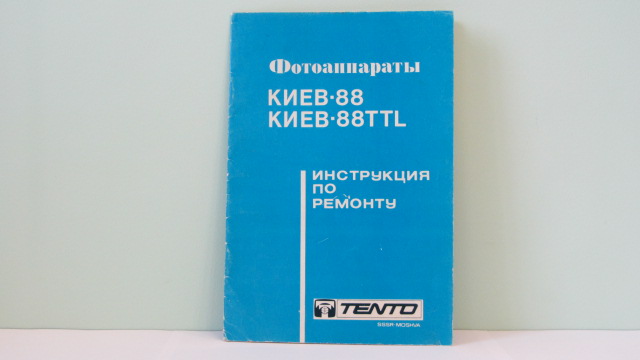 Фотоаппараты
КИЕВ·88
КИЕВ·88TTL
ИНСТРУКЦИЯ
ПО
РЕМОНТУ
TENTO
SSSR-MOSKVA